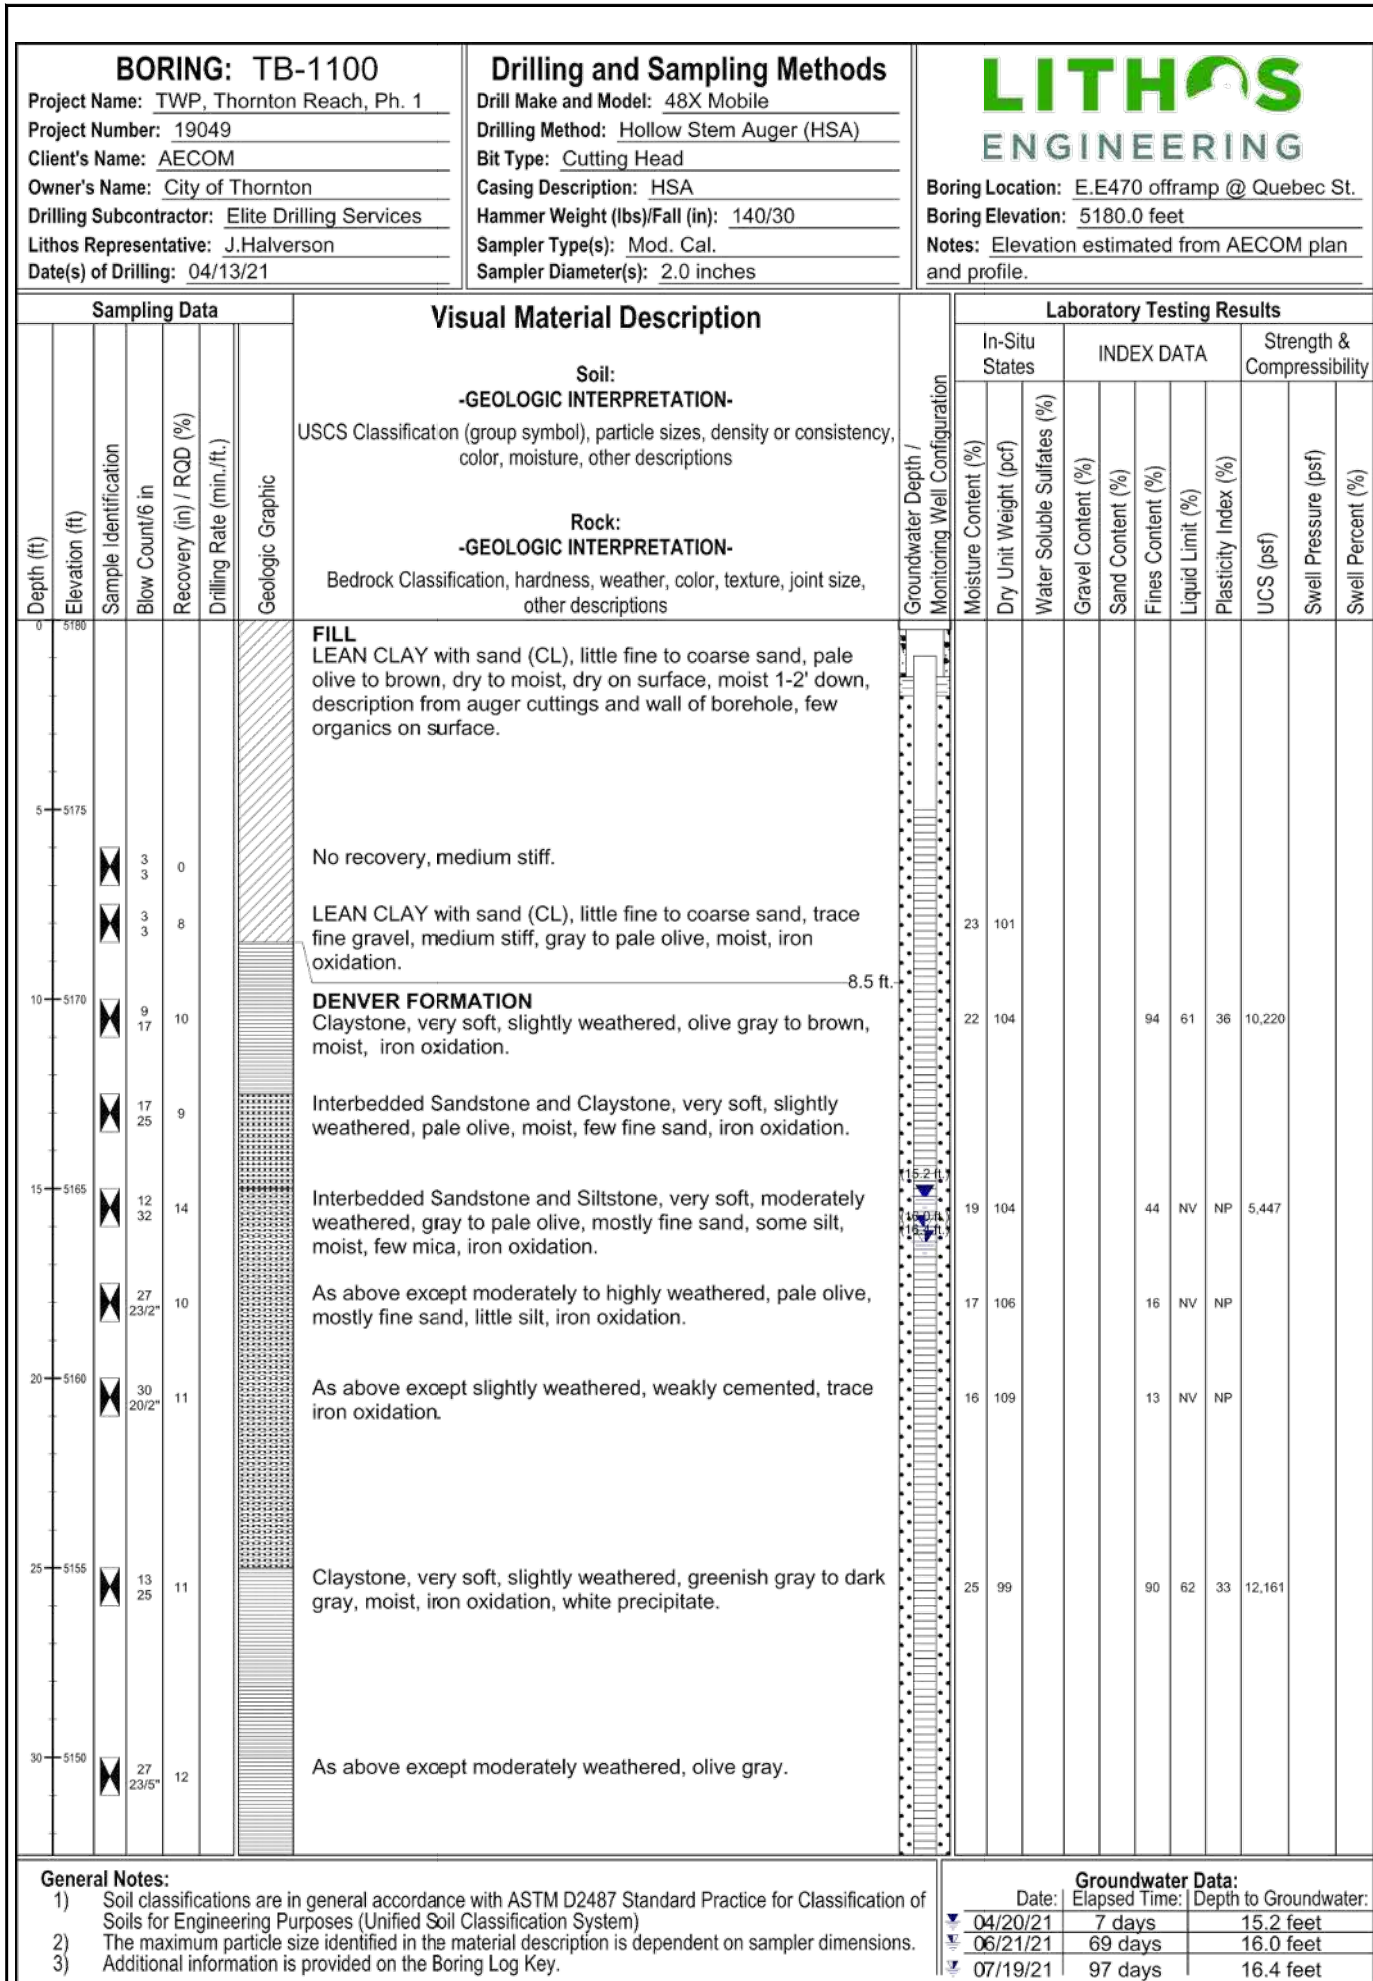 BORING: TB-1100
Project Name: TWP, Thornton Reach, Ph. 1
Project Number: 19049
Client's Name: AECOM
Owner's Name: City of Thornton
Drilling Subcontractor: Elite Drilling Services
Lithos Representative: J.Halverson
Date(s) of Drilling: 04/13/21
Drilling and Sampling Methods
Drill Make and Model: 48X Mobile
Drilling Method: Hollow Stem Auger (HSA)
Bit Type: Cutting Head
Casing Description: HSA
Hammer Weight (lbs)/Fall (in): 140/30
Sampler Type(s): Mod. Cal.
Sampler Diameter(s): 2.0 inches
LITHOS
ENGINEERING
Boring Location: E.E470 offramp @ Quebec St.
Boring Elevation: 5180.0 feet
Notes: Elevation estimated from AECOM plan
and profile.
Sampling Data
Depth (ft)
Elevation (ft)
Sample Identification
Blow Count/6 in
Recovery (in) / RQD (%)
Drilling Rate (min./ft.)
Geologic Graphic
Visual Material Description
Soil:
-GEOLOGIC INTERPRETATION-
USCS Classification (group symbol), particle sizes, density or consistency,
color, moisture, other descriptions
Rock:
-GEOLOGIC INTERPRETATION-
Bedrock Classification, hardness, weather, color, texture, joint size,
other descriptions
Groundwater Depth /
Monitoring Well Configuration
Laboratory Testing Results
In-Situ
States
INDEX DATA
Strength &
Compressibility
Moisture Content (%)
Dry Unit Weight (pcf)
Water Soluble Sulfates (%)
Gravel Content (%)
Sand Content (%)
Fines Content (%)
Liquid Limit (%)
Plasticity Index (%)
UCS (psf)
Swell Pressure (psf)
Swell Percent (%)
0 5180
FILL
LEAN CLAY with sand (CL), little fine to coarse sand, pale
olive to brown, dry to moist, dry on surface, moist 1-2' down,
description from auger cuttings and wall of borehole, few
organics on surface.
5 5175
3
3
0
No recovery, medium stiff.
3
3
8
LEAN CLAY with sand (CL), little fine to coarse sand, trace
fine gravel, medium stiff, gray to pale olive, moist, iron
oxidation.
23 101
8.5 ft.
10 5170
9
17
10
DENVER FORMATION
Claystone, very soft, slightly weathered, olive gray to brown,
moist, iron oxidation.
22 104 94 61 36 10,220
17
25
9
Interbedded Sandstone and Claystone, very soft, slightly
weathered, pale olive, moist, few fine sand, iron oxidation.
(15.2 ft.)
15 5165
12
32
14
Interbedded Sandstone and Siltstone, very soft, moderately
weathered, gray to pale olive, mostly fine sand, some silt,
moist, few mica, iron oxidation.
(16.0 ft.)
(16.4 ft.)
19 104 44 NV NP 5,447
27
23/2"
10
As above except moderately to highly weathered, pale olive,
mostly fine sand, little silt, iron oxidation.
17 106 16 NV NP
20 5160
30
20/2"
11
As above except slightly weathered, weakly cemented, trace
iron oxidation.
16 109 13 NV NP
25 5155
13
25
11
Claystone, very soft, slightly weathered, greenish gray to dark
gray, moist, iron oxidation, white precipitate.
25 99 90 62 33 12,161
30 5150
27
23/5"
12
As above except moderately weathered, olive gray.
General Notes:
1) Soil classifications are in general accordance with ASTM D2487 Standard Practice for Classification of
Soils for Engineering Purposes (Unified Soil Classification System)
2) The maximum particle size identified in the material description is dependent on sampler dimensions.
3) Additional information is provided on the Boring Log Key.
Groundwater Data:
Date: Elapsed Time: Depth to Groundwater:
04/20/21 7 days 15.2 feet
06/21/21 69 days 16.0 feet
07/19/21 97 days 16.4 feet